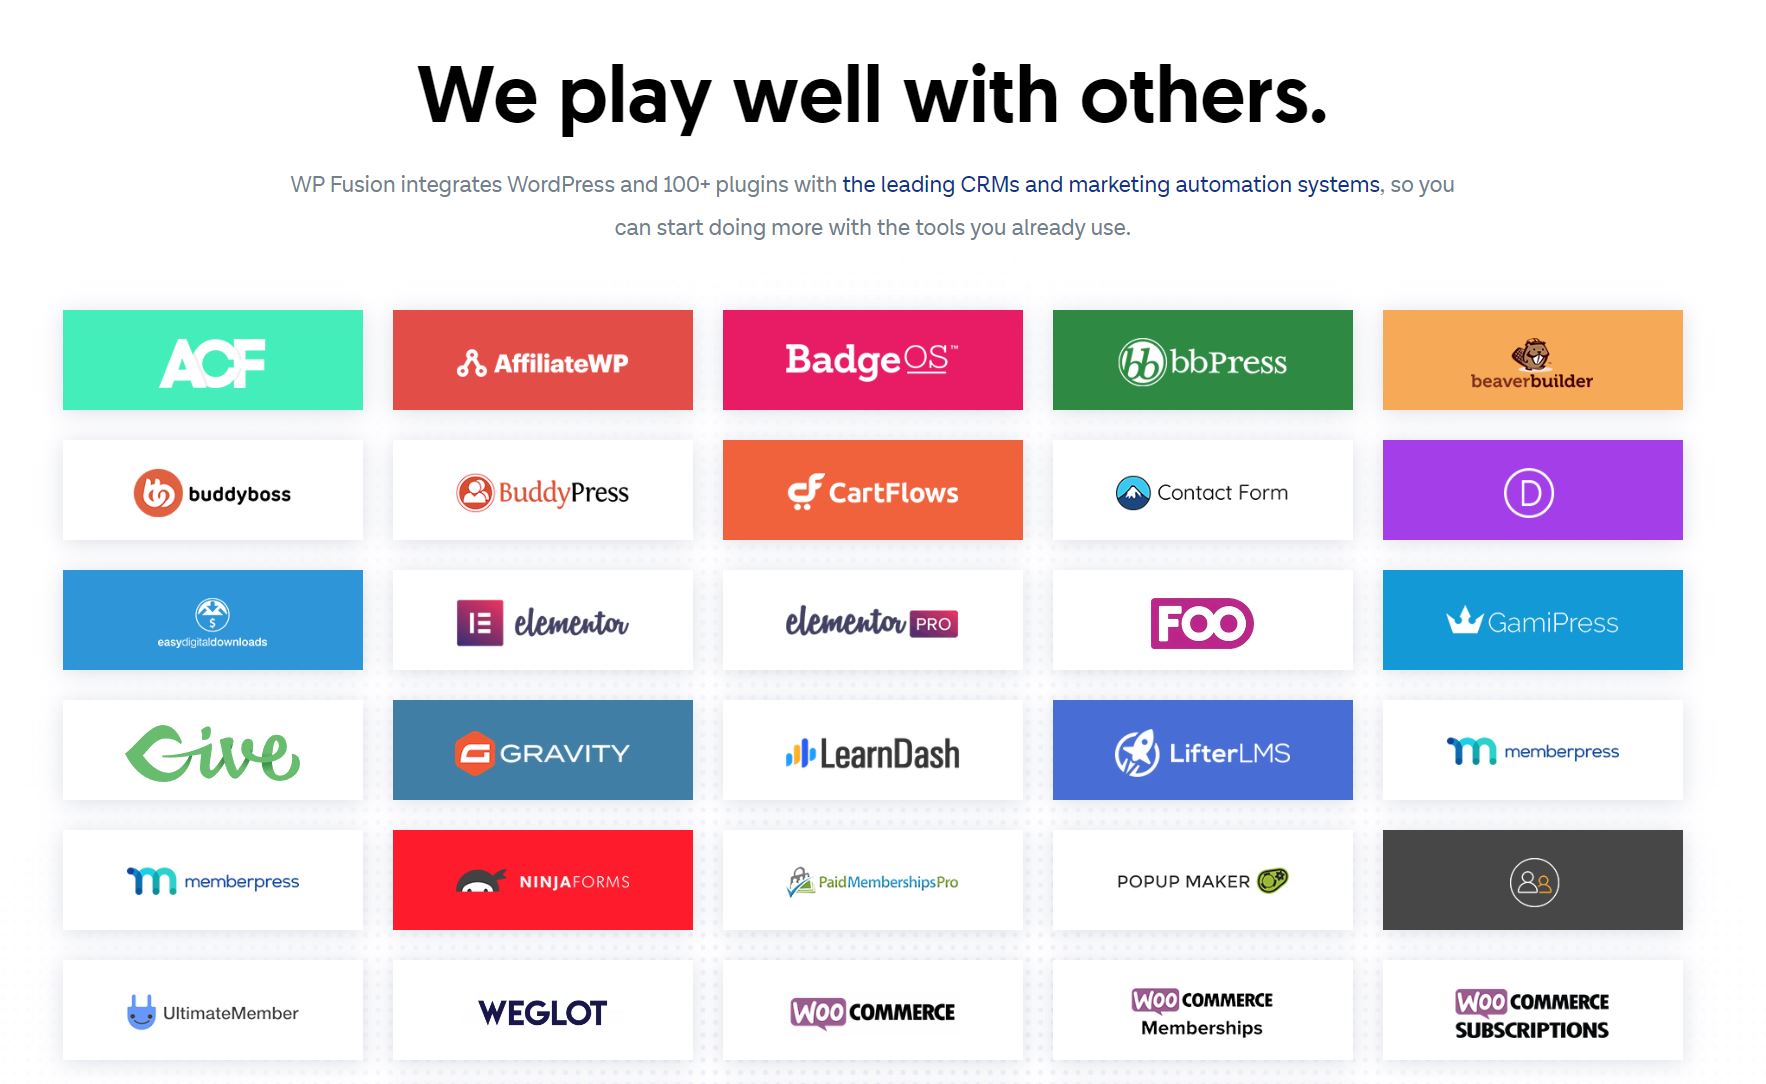 We play well with others.
WP Fusion integrates WordPress and 100+ plugins with the leading CRMs and marketing automation systems, so you
can start doing more with the tools you already use.
ACF
AffiliateWP
BadgeOS™
bb bbPress
beaverbuilder
buddyboss
BuddyPress
CartFlows
Contact Form
D
$
easydigitaldownloads
elementor
elementor PRO
FOO
GamiPress
Give
G GRAVITY
LearnDash
LifterLMS
m memberpress
m memberpress
NINJAFORMS
PaidMembershipsPro
POPUP MAKER
UltimateMember
WEGLOT
WOO COMMERCE
WOO COMMERCE
Memberships
WOO COMMERCE
SUBSCRIPTIONS